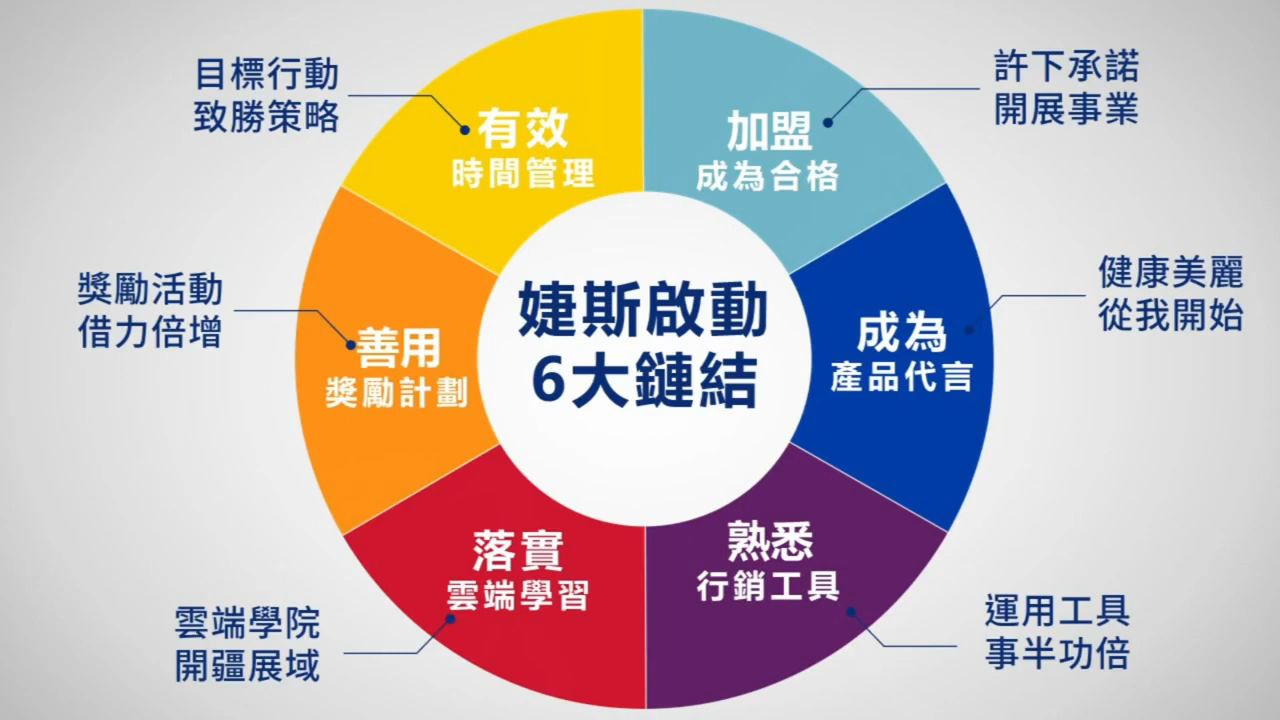 婕斯啟動
6大鏈結
加盟
成為合格
許下承諾
開展事業
成為
產品代言
健康美麗
從我開始
熟悉
行銷工具
運用工具
事半功倍
落實
雲端學習
雲端學院
開疆展域
善用
獎勵計劃
獎勵活動
借力倍增
有效
時間管理
目標行動
致勝策略